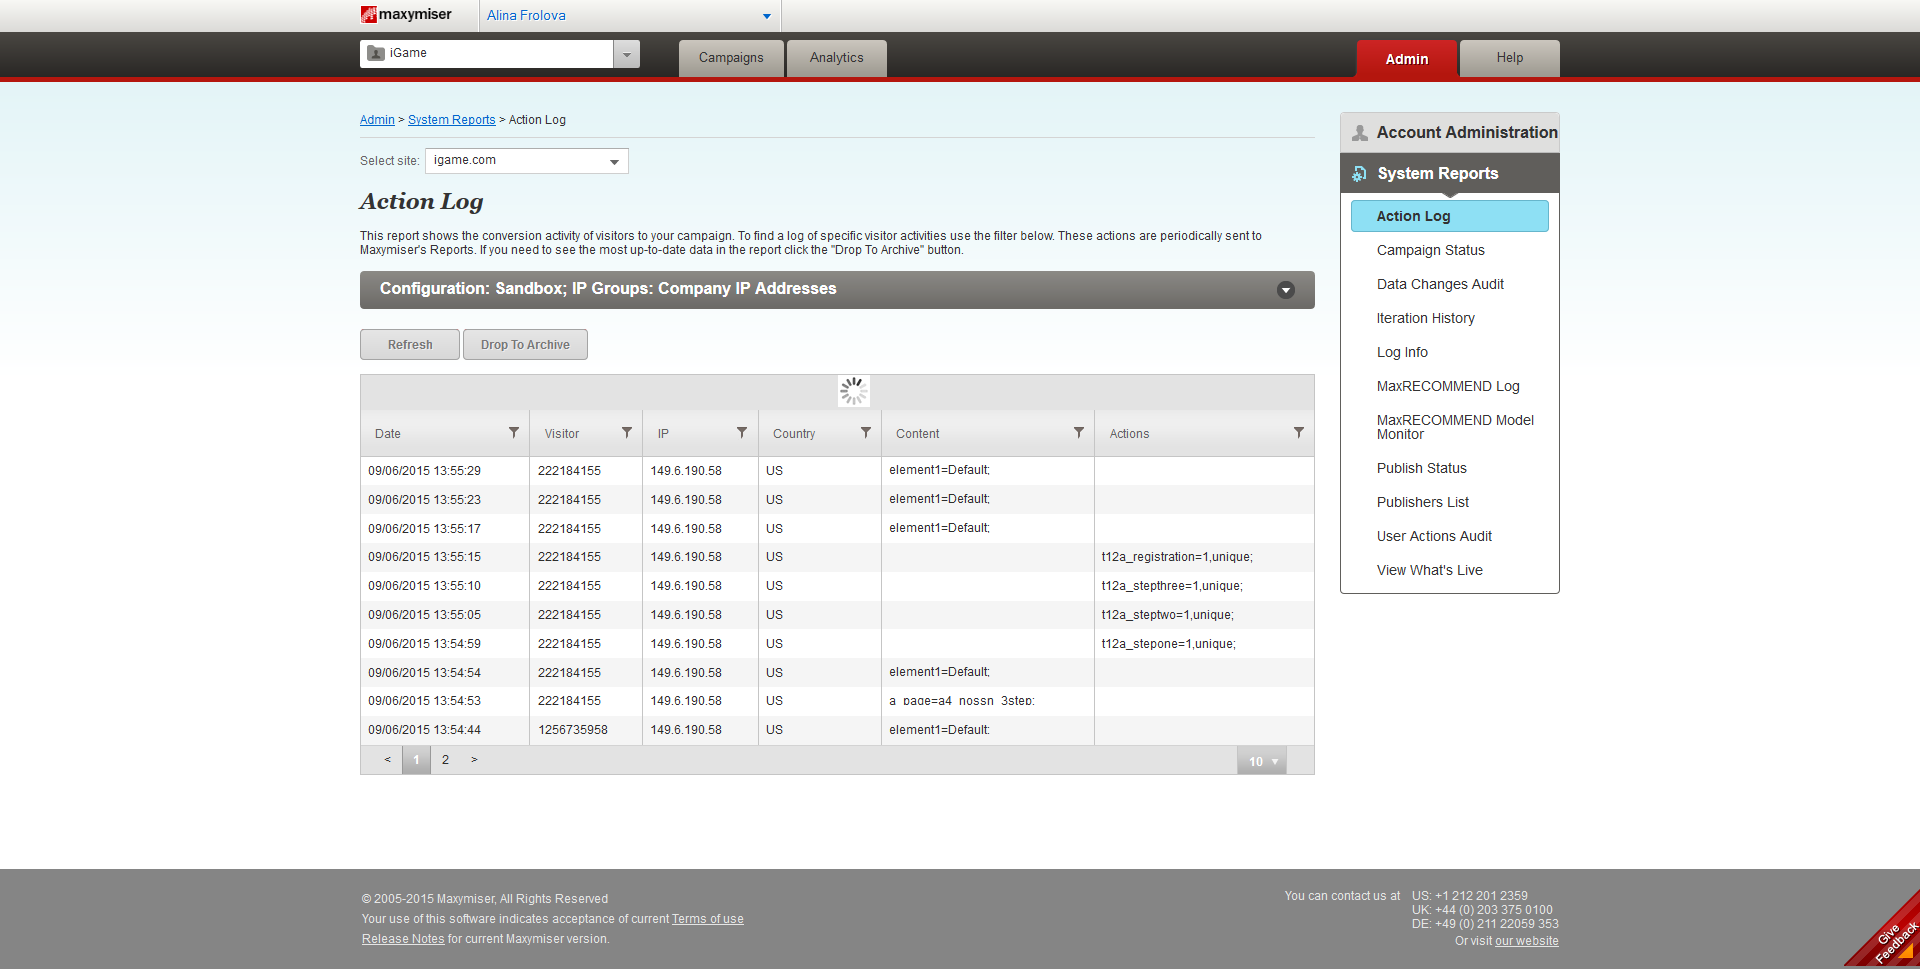 maxymiser
Alina Frolova
iGame
Campaigns
Analytics
Admin
Help
Admin > System Reports > Action Log
Select site: igame.com
Action Log
This report shows the conversion activity of visitors to your campaign. To find a log of specific visitor activities use the filter below. These actions are periodically sent to
Maxymiser's Reports. If you need to see the most up-to-date data in the report click the "Drop To Archive" button.
Configuration: Sandbox; IP Groups: Company IP Addresses
Refresh
Drop To Archive
Date Visitor IP Country Content Actions
09/06/2015 13:55:29 222184155 149.6.190.58 US element1=Default;
09/06/2015 13:55:23 222184155 149.6.190.58 US element1=Default;
09/06/2015 13:55:17 222184155 149.6.190.58 US element1=Default;
09/06/2015 13:55:15 222184155 149.6.190.58 US t12a_registration=1,unique;
09/06/2015 13:55:10 222184155 149.6.190.58 US t12a_stepthree=1,unique;
09/06/2015 13:55:05 222184155 149.6.190.58 US t12a_steptwo=1,unique;
09/06/2015 13:54:59 222184155 149.6.190.58 US t12a_stepone=1,unique;
09/06/2015 13:54:54 222184155 149.6.190.58 US element1=Default;
09/06/2015 13:54:53 222184155 149.6.190.58 US a_page=a4_nossn_3step;
09/06/2015 13:54:44 1256735958 149.6.190.58 US element1=Default;
< 1 2 >
10
Account Administration
System Reports
Action Log
Campaign Status
Data Changes Audit
Iteration History
Log Info
MaxRECOMMEND Log
MaxRECOMMEND Model
Monitor
Publish Status
Publishers List
User Actions Audit
View What's Live
© 2005-2015 Maxymiser, All Rights Reserved
Your use of this software indicates acceptance of current Terms of use
Release Notes for current Maxymiser version.
You can contact us at US: +1 212 201 2359
UK: +44 (0) 203 375 0100
DE: +49 (0) 211 22059 353
Or visit our website
Give
Feedback